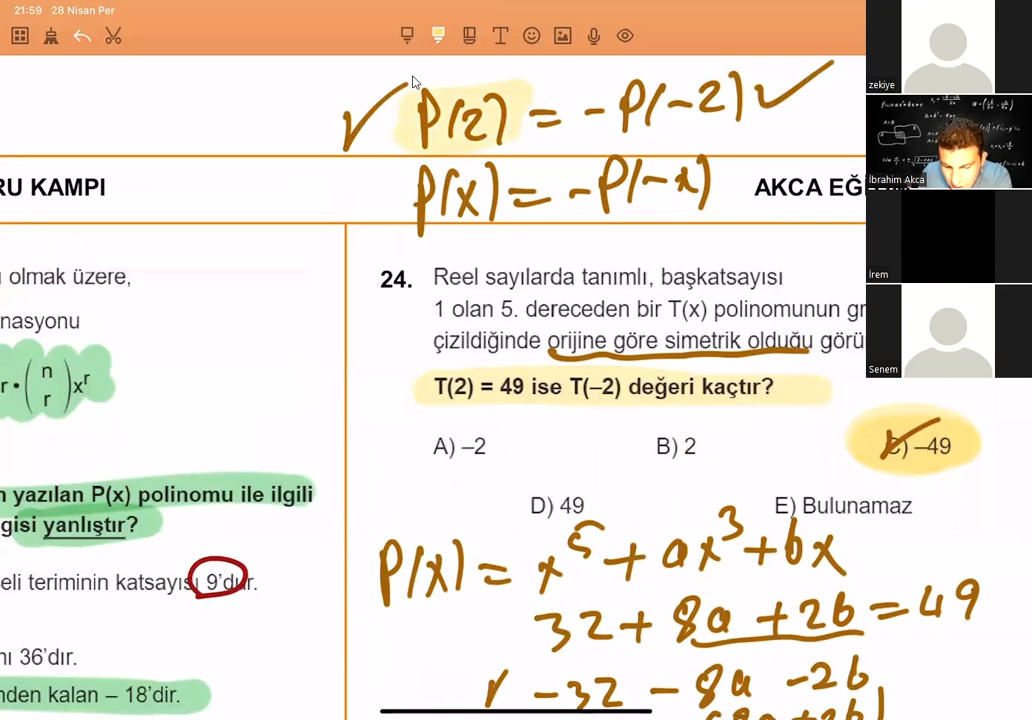 21:59 28 Nisan Per
P(2) = -P(-2)
P(x) = -P(-x)
RU KAMPI
AKCA EĞİ
olmak üzere,
nasyonu
r • (n r) x^r
n yazılan P(x) polinomu ile ilgili
gisi yanlıştır?
eli teriminin katsayısı 9'dur.
nı 36'dır.
nden kalan – 18'dir.
24. Reel sayılarda tanımlı, başkatsayısı
1 olan 5. dereceden bir T(x) polinomunun gr
çizildiğinde orijine göre simetrik olduğu görü
T(2) = 49 ise T(–2) değeri kaçtır?
A) –2 B) 2 C) –49
D) 49 E) Bulunamaz
P(x) = x^5 + ax^3 + bx
32 + 8a + 2b = 49
-32 - 8a - 2b
zekiye
İbrahim Akca
İrem
Senem